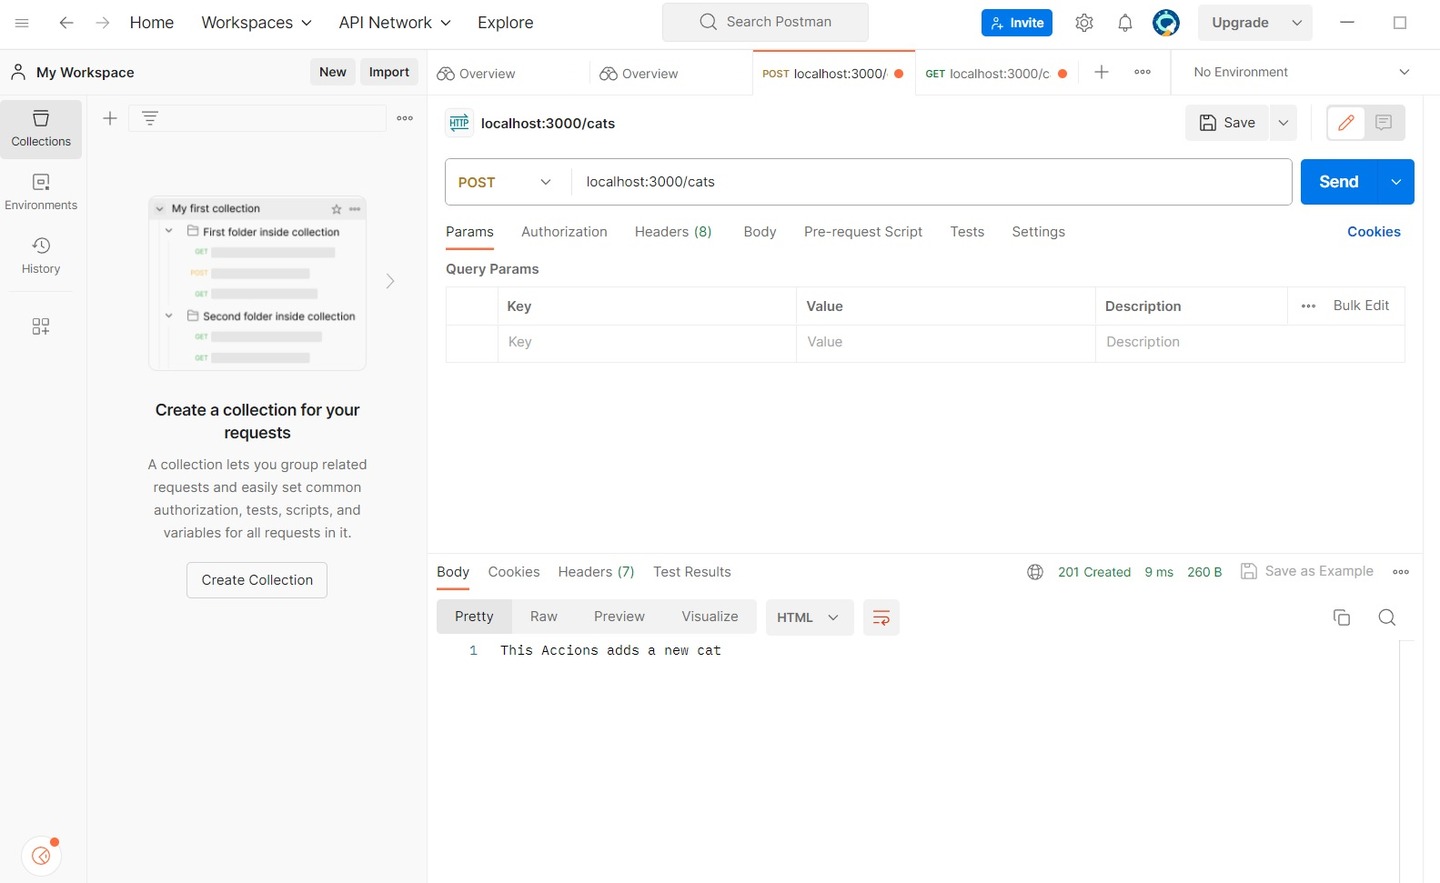 Home Workspaces API Network Explore Search Postman Invite Upgrade
My Workspace New Import Overview Overview POST localhost:3000/ GET localhost:3000/c No Environment
Collections
Environments
History
My first collection
First folder inside collection
GET
POST
GET
Second folder inside collection
GET
GET
Create a collection for your
requests
A collection lets you group related
requests and easily set common
authorization, tests, scripts, and
variables for all requests in it.
Create Collection
HTTP localhost:3000/cats Save
POST localhost:3000/cats Send
Params Authorization Headers (8) Body Pre-request Script Tests Settings Cookies
Query Params
Key Value Description Bulk Edit
Key Value Description
Body Cookies Headers (7) Test Results 201 Created 9 ms 260 B Save as Example
Pretty Raw Preview Visualize HTML
1 This Accions adds a new cat